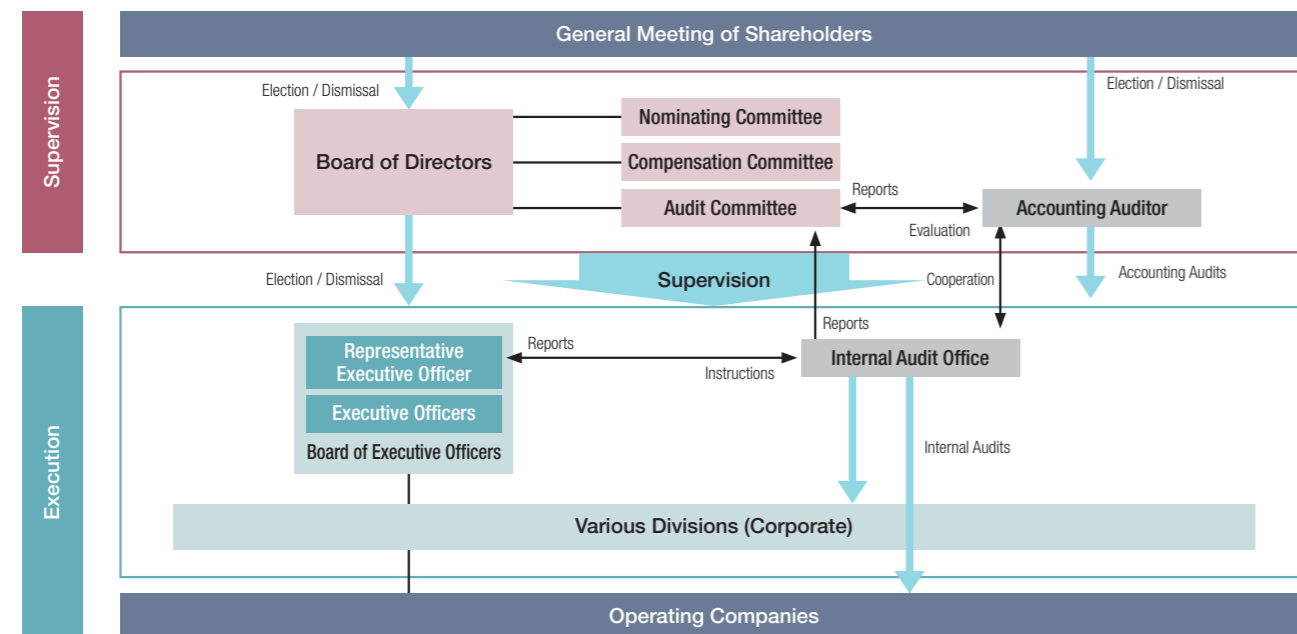 General Meeting of Shareholders
Supervision
Election / Dismissal
Election / Dismissal
Board of Directors
Nominating Committee
Compensation Committee
Audit Committee
Reports
Evaluation
Accounting Auditor
Election / Dismissal
Supervision
Cooperation
Accounting Audits
Execution
Representative
Executive Officer
Executive Officers
Board of Executive Officers
Reports
Instructions
Reports
Internal Audit Office
Internal Audits
Various Divisions (Corporate)
Operating Companies